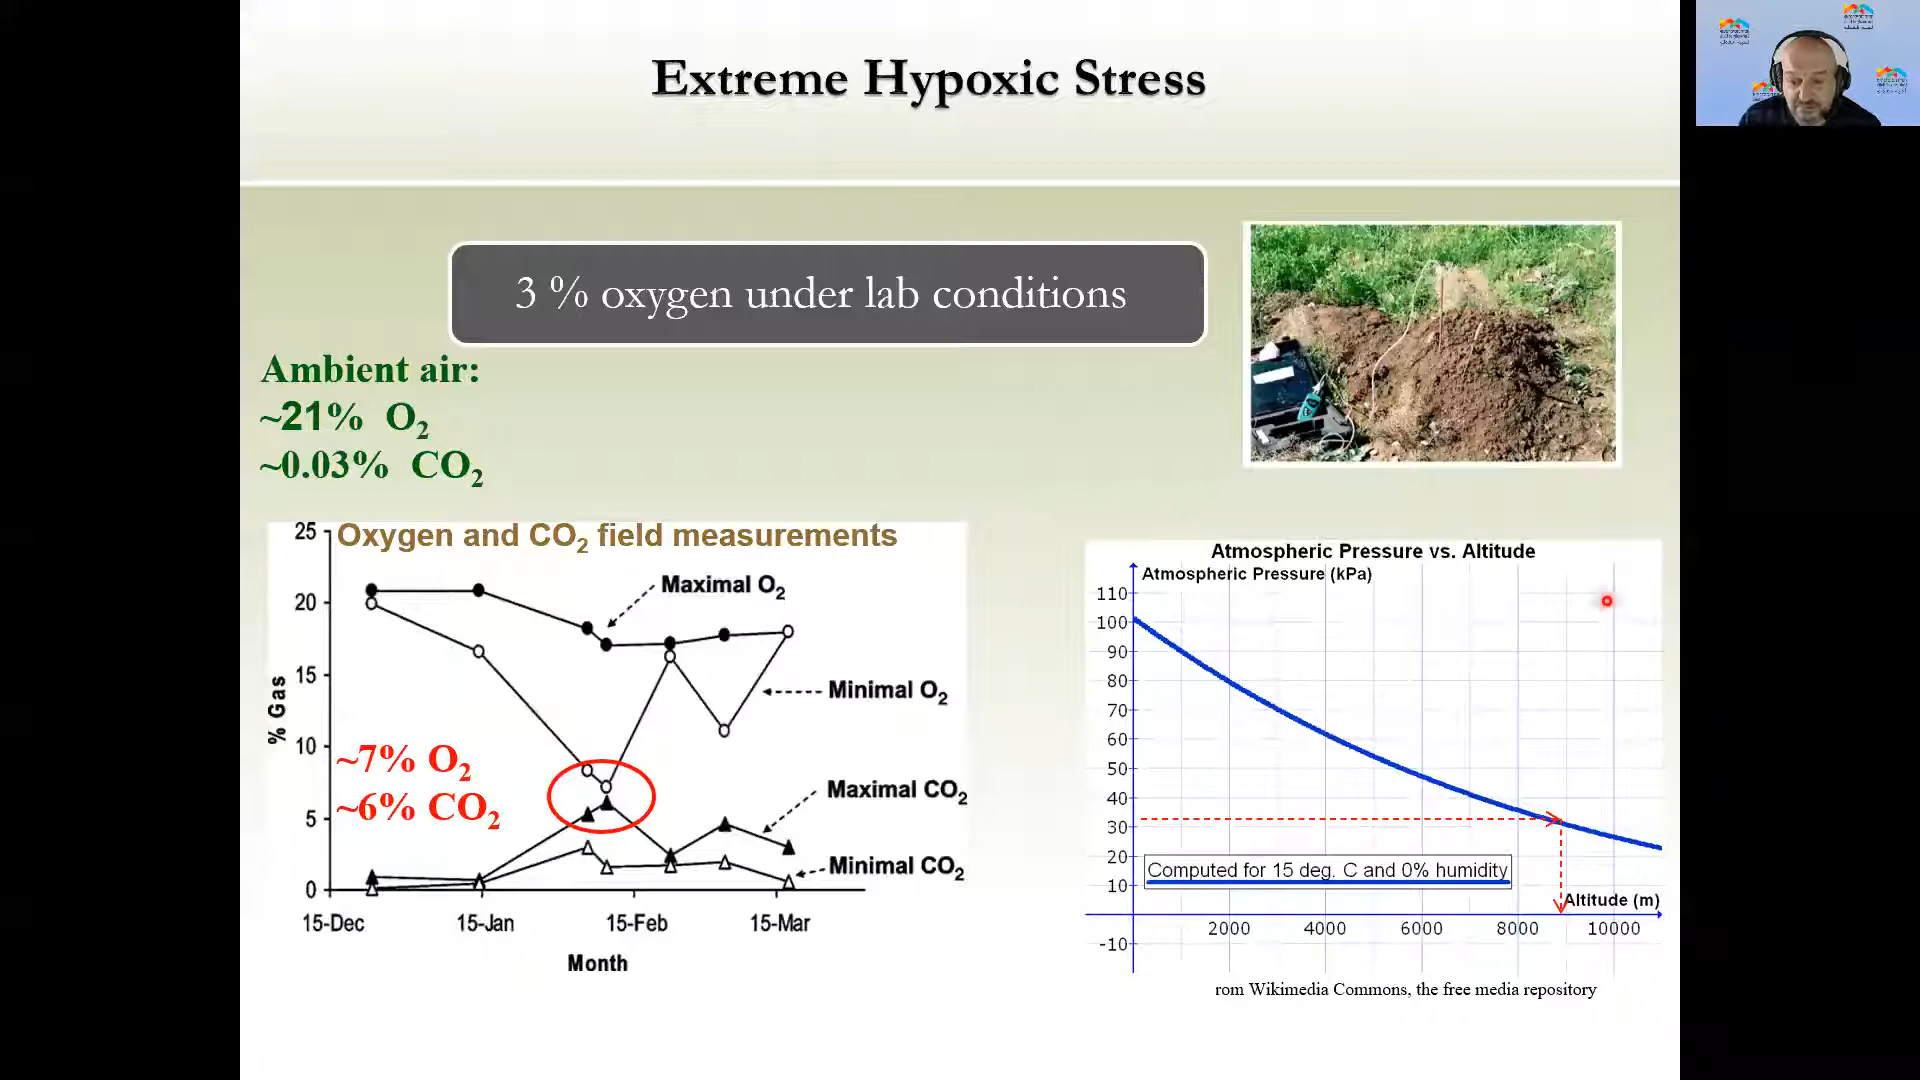 Extreme Hypoxic Stress
3 % oxygen under lab conditions
Ambient air:
~21% O₂
~0.03% CO₂
Oxygen and CO₂ field measurements
25
20
15
10
5
0
% Gas
Maximal O₂
Minimal O₂
~7% O₂
~6% CO₂
Maximal CO₂
Minimal CO₂
15-Dec 15-Jan 15-Feb 15-Mar
Month
Atmospheric Pressure vs. Altitude
Atmospheric Pressure (kPa)
110
100
90
80
70
60
50
40
30
20
10
-10
Computed for 15 deg. C and 0% humidity
Altitude (m)
2000 4000 6000 8000 10000
rom Wikimedia Commons, the free media repository